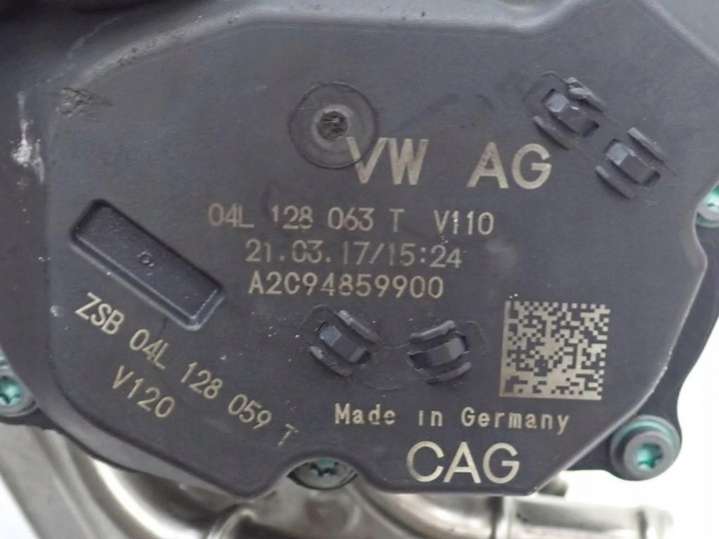 VW AG
04L 128 063 T V110
21.03.17/15:24
A2C94859900
ZSB 04L 128 059 T
V120
Made in Germany
CAG